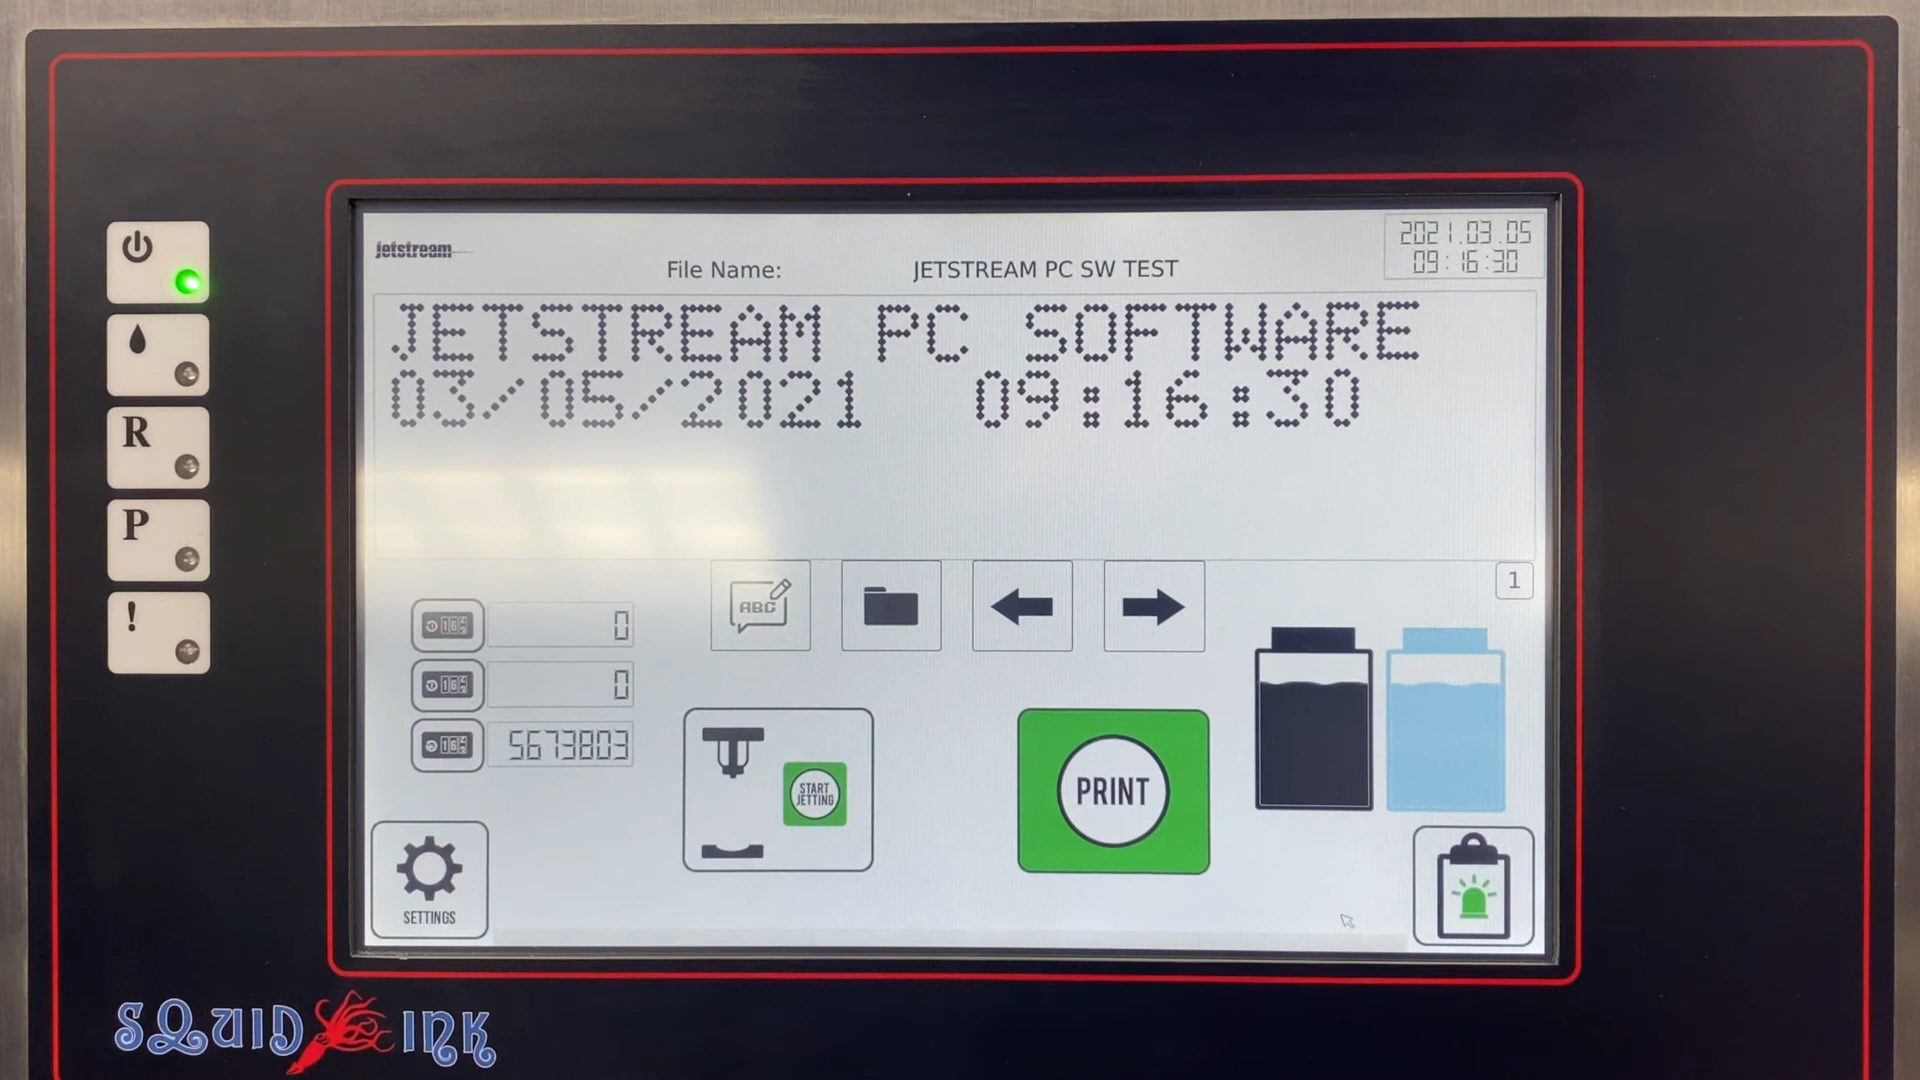 jetstream
File Name: JETSTREAM PC SW TEST
2021.03.05
09:16:30
JETSTREAM PC SOFTWARE
03/05/2021 09:16:30
R
P
!
ABC
1
0
0
5673803
START
JETTING
PRINT
SETTINGS
SQUID INK